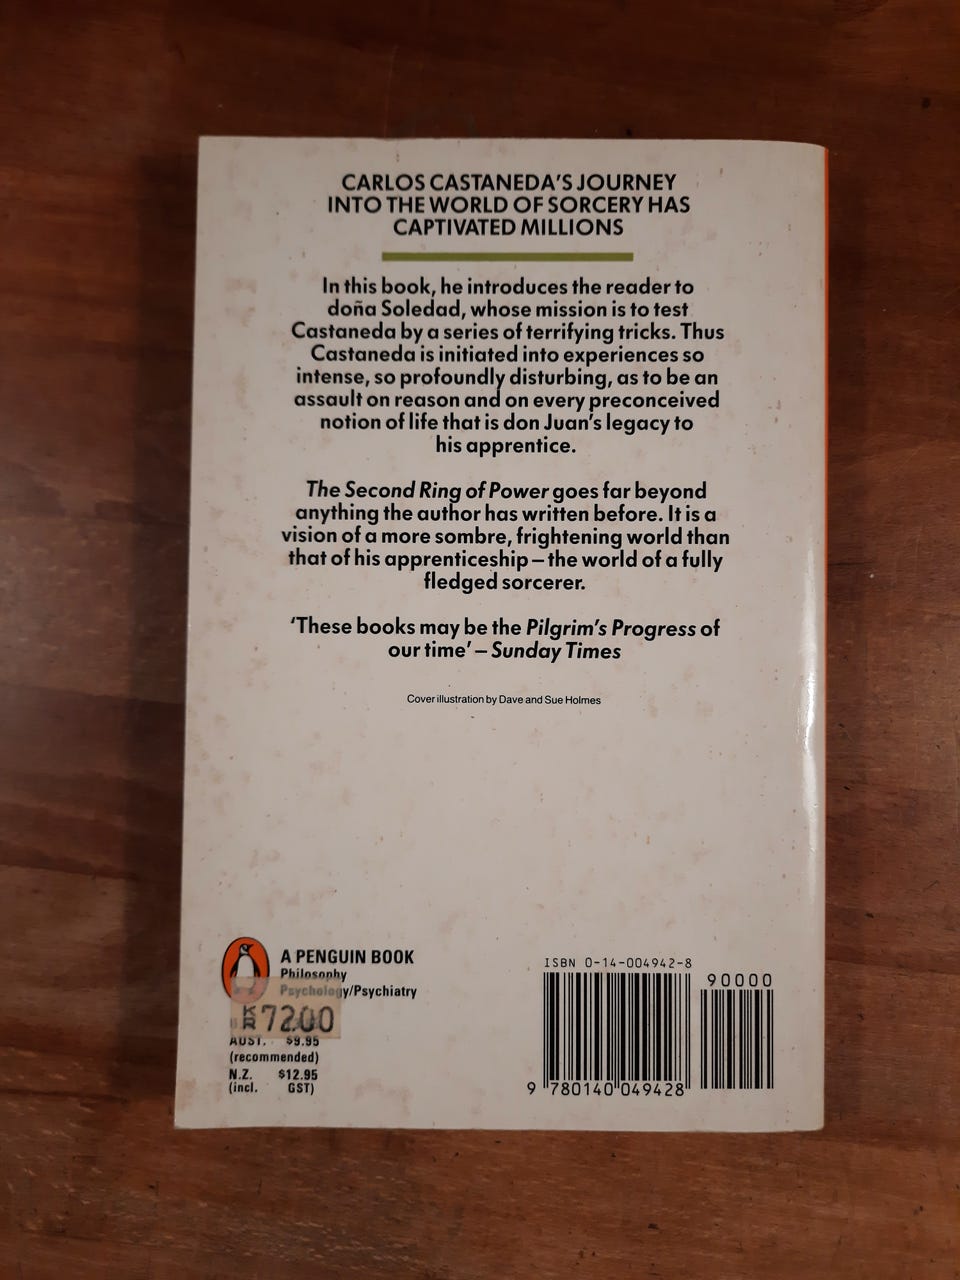 CARLOS CASTANEDA'S JOURNEY
INTO THE WORLD OF SORCERY HAS
CAPTIVATED MILLIONS
In this book, he introduces the reader to
doña Soledad, whose mission is to test
Castaneda by a series of terrifying tricks. Thus
Castaneda is initiated into experiences so
intense, so profoundly disturbing, as to be an
assault on reason and on every preconceived
notion of life that is don Juan's legacy to
his apprentice.
The Second Ring of Power goes far beyond
anything the author has written before. It is a
vision of a more sombre, frightening world than
that of his apprenticeship – the world of a fully
fledged sorcerer.
'These books may be the Pilgrim's Progress of
our time' – Sunday Times
Cover illustration by Dave and Sue Holmes
A PENGUIN BOOK
Philosophy
Psychology/Psychiatry
KR 7200
AUST. $9.95
(recommended)
N.Z. $12.95
(incl. GST)
ISBN 0-14-004942-8
90000
9 780140 049428